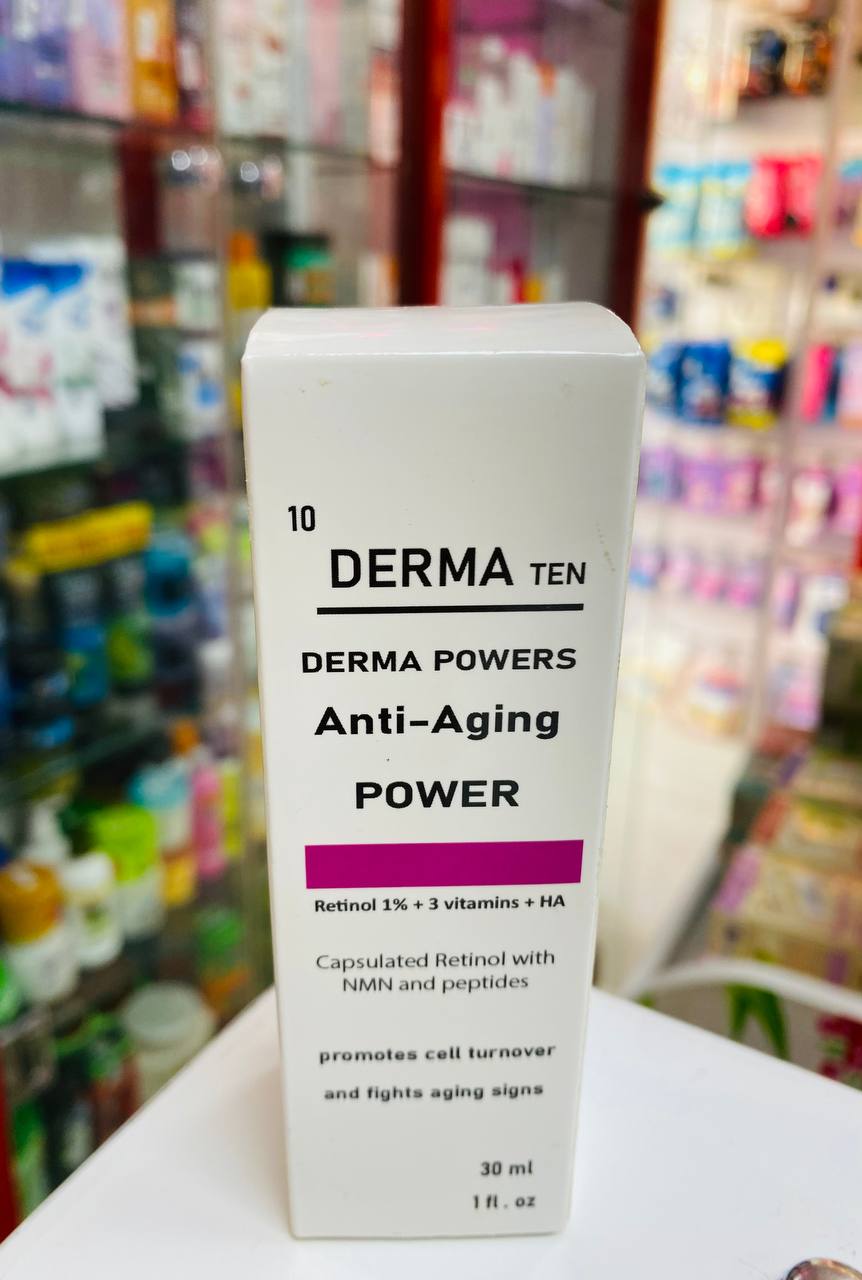 10
DERMA TEN
DERMA POWERS
Anti-Aging
POWER
Retinol 1% + 3 vitamins + HA
Capsulated Retinol with
NMN and peptides
promotes cell turnover
and fights aging signs
30 ml
1 fl. oz